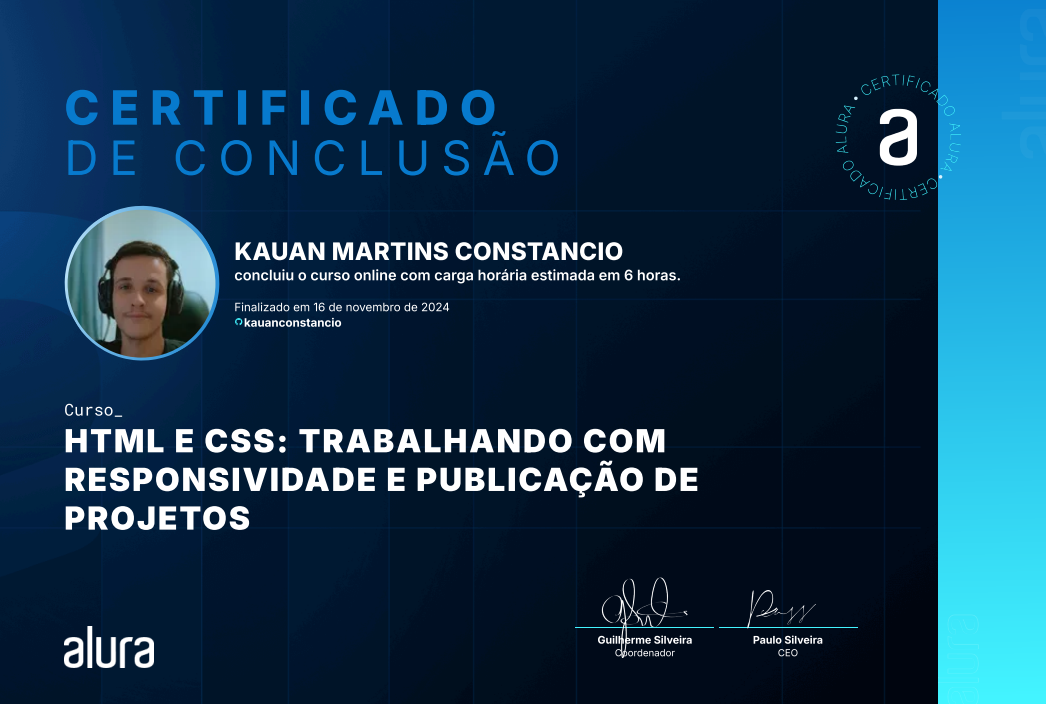 CERTIFICADO
DE CONCLUSÃO
CERTIFICADO ALURA • CERTIFICADO ALURA •
a
KAUAN MARTINS CONSTANCIO
concluiu o curso online com carga horária estimada em 6 horas.
Finalizado em 16 de novembro de 2024
kauanconstancio
Curso_
HTML E CSS: TRABALHANDO COM
RESPONSIVIDADE E PUBLICAÇÃO DE
PROJETOS
Guilherme Silveira
Coordenador
Paulo Silveira
CEO
alura
alura
alura